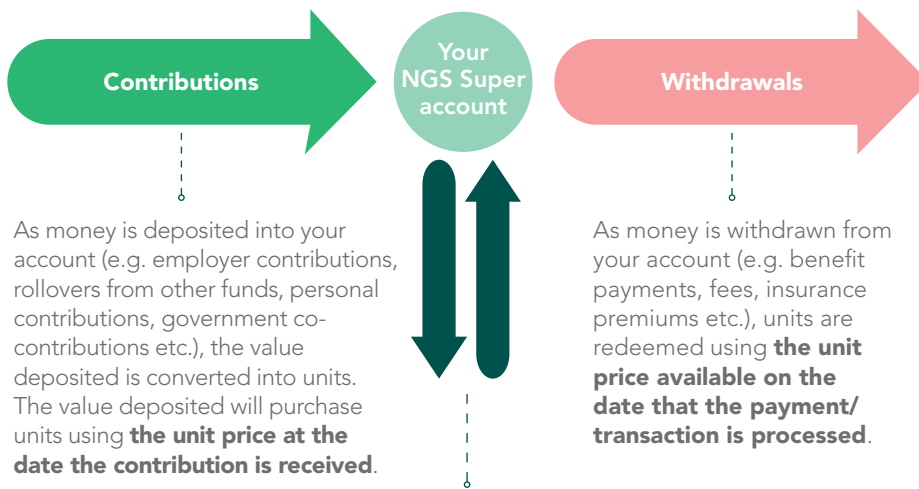 Contributions
Your
NGS Super
account
Withdrawals
As money is deposited into your
account (e.g. employer contributions,
rollovers from other funds, personal
contributions, government co-
contributions etc.), the value
deposited is converted into units.
The value deposited will purchase
units using the unit price at the
date the contribution is received.
As money is withdrawn from
your account (e.g. benefit
payments, fees, insurance
premiums etc.), units are
redeemed using the unit
price available on the
date that the payment/
transaction is processed.